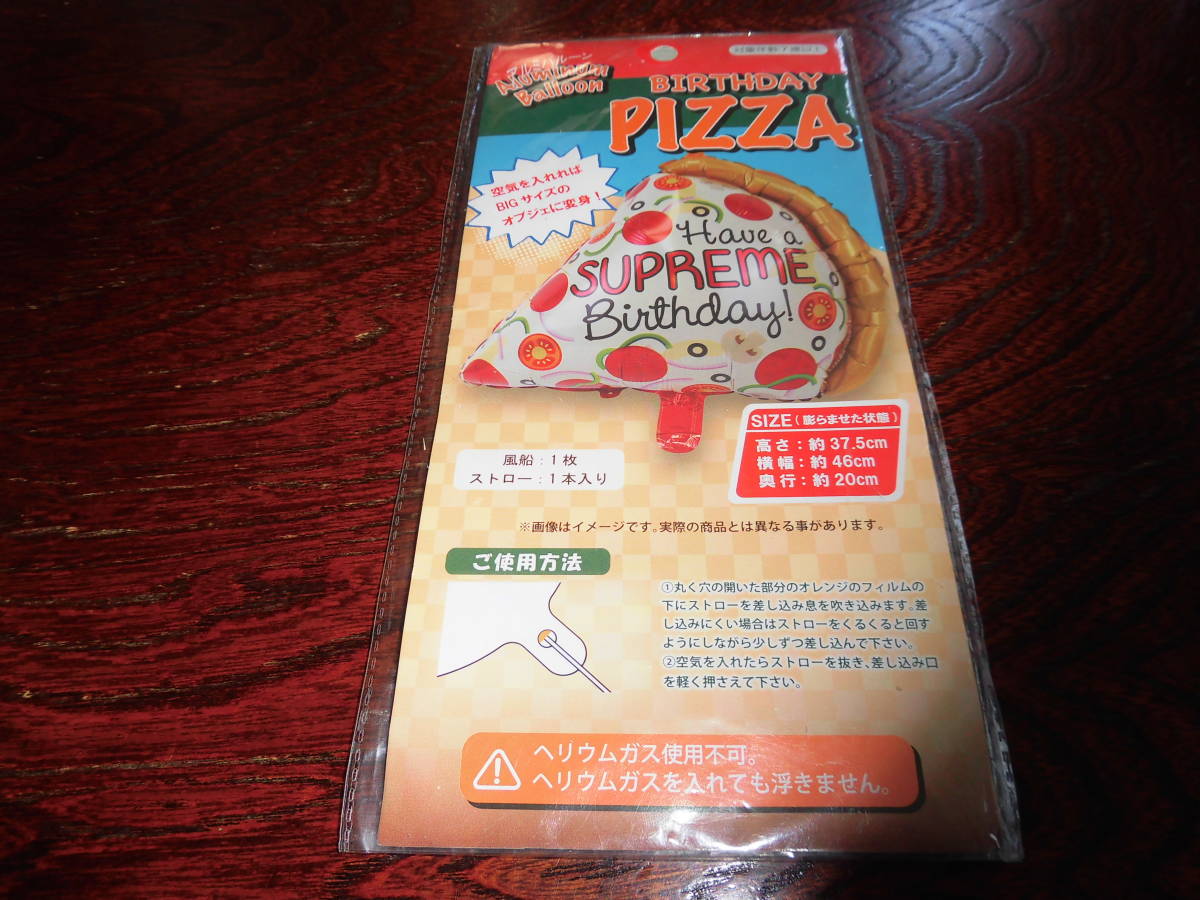 対象年齢7歳以上
Aluminum
Balloon
BIRTHDAY
PIZZA
空気を入れれば
BIGサイズの
オブジェに変身！
Have a
SUPREME
Birthday!
SIZE（膨らませた状態）
高さ：約37.5cm
横幅：約46cm
奥行：約20cm
風船：1枚
ストロー：1本入り
※画像はイメージです。実際の商品とは異なる事があります。
ご使用方法
①丸く穴の開いた部分のオレンジのフィルムの
下にストローを差し込み息を吹き込みます。差
し込みにくい場合はストローをくるくると回す
ようにしながら少しずつ差し込んで下さい。
②空気を入れたらストローを抜き、差し込み口
を軽く押さえて下さい。
ヘリウムガス使用不可。
ヘリウムガスを入れても浮きません。